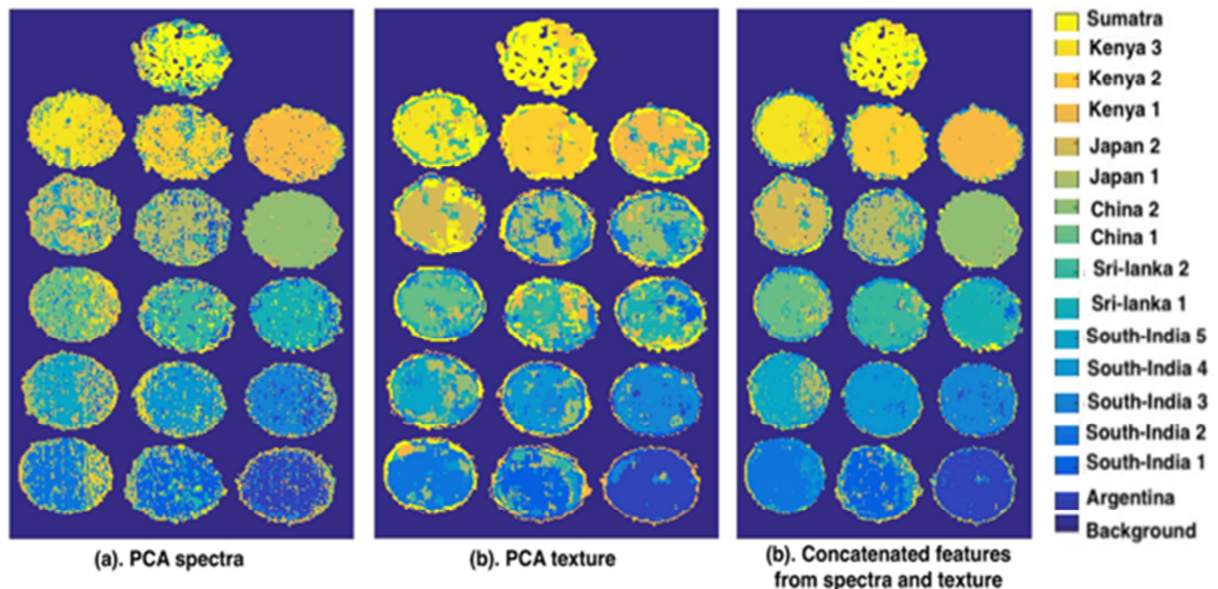 Sumatra
Kenya 3
Kenya 2
Kenya 1
Japan 2
Japan 1
China 2
China 1
Sri-lanka 2
Sri-lanka 1
South-India 5
South-India 4
South-India 3
South-India 2
South-India 1
Argentina
Background
(a). PCA spectra
(b). PCA texture
(b). Concatenated features
from spectra and texture